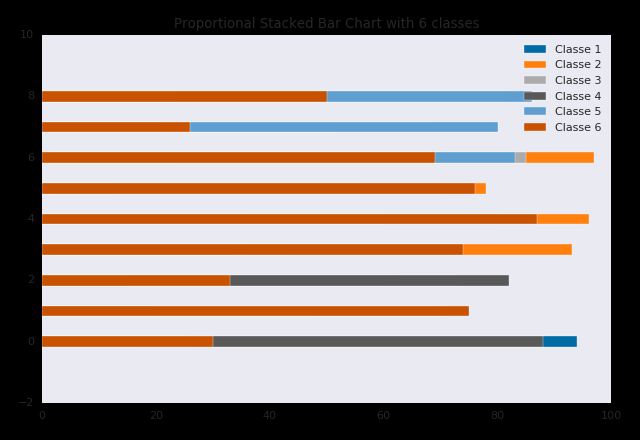 Proportional Stacked Bar Chart with 6 classes
10
8
6
4
2
0
−2
0 20 40 60 80 100
Classe 1
Classe 2
Classe 3
Classe 4
Classe 5
Classe 6